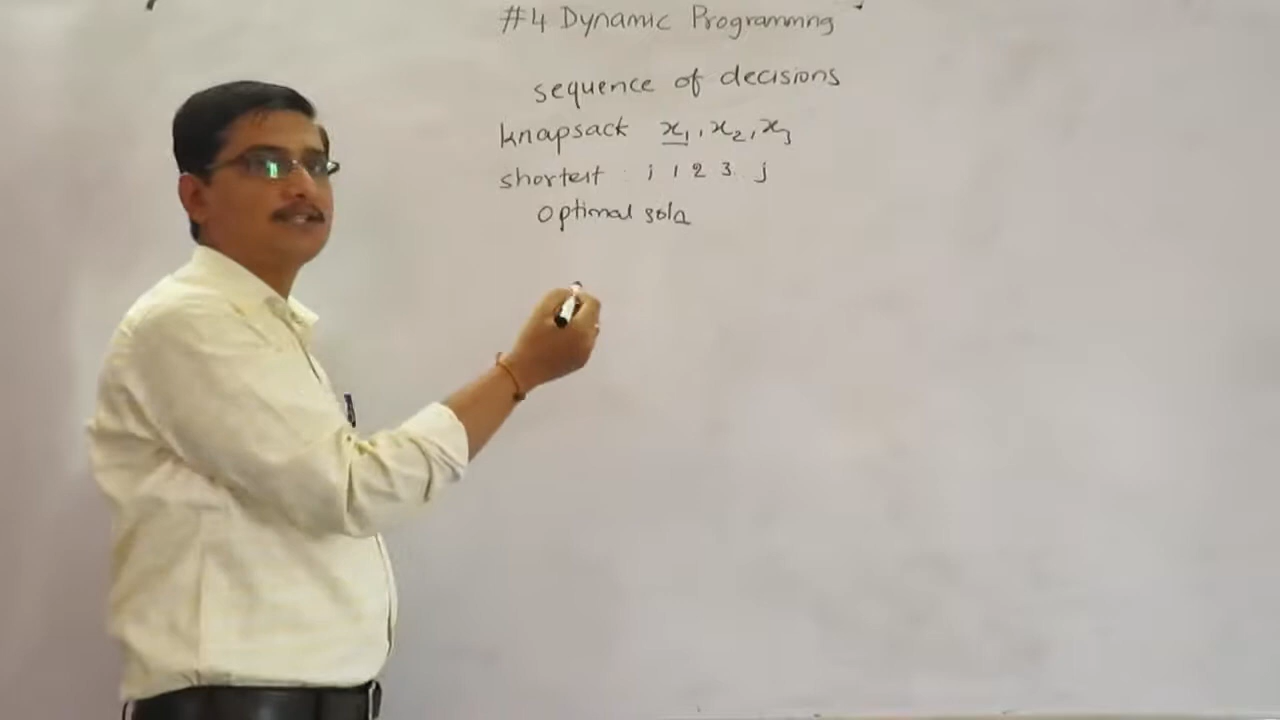 #4 Dynamic Programming
sequence of decisions
knapsack x₁, x₂, x₃
shortest : i 1 2 3 . j
optimal soln